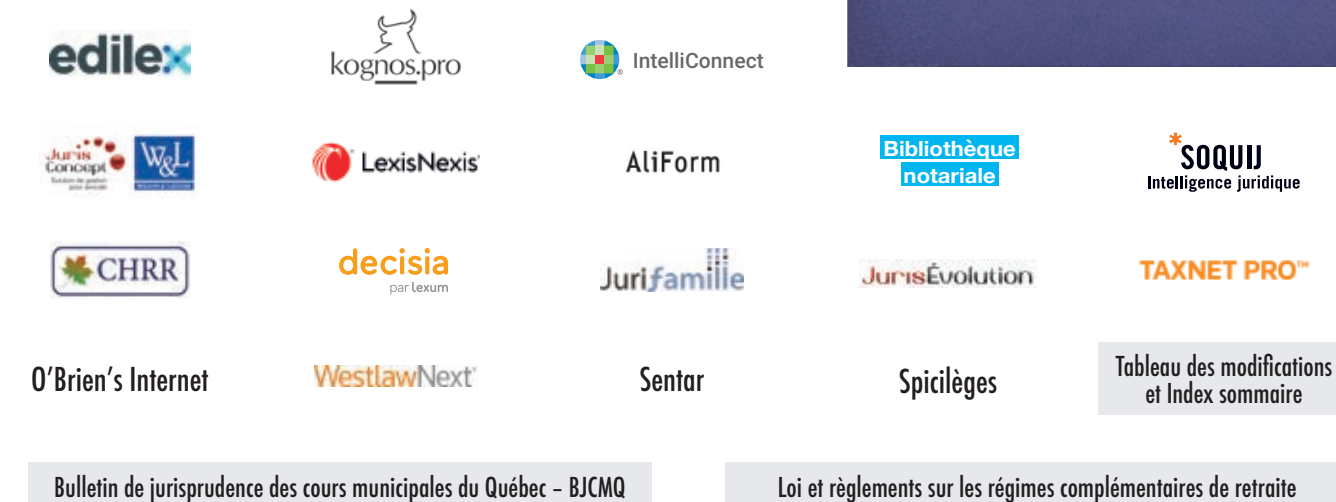 edilex
kognos.pro
IntelliConnect
Juris
Concept
W&L
LexisNexis
AliForm
Bibliothèque
notariale
SOQUIJ
Intelligence juridique
CHRR
decisia
par lexum
Jurifamille
JurisÉvolution
TAXNET PRO™
O'Brien's Internet
WestlawNext
Sentar
Spicilèges
Tableau des modifications
et Index sommaire
Bulletin de jurisprudence des cours municipales du Québec – BJCMQ
Loi et règlements sur les régimes complémentaires de retraite